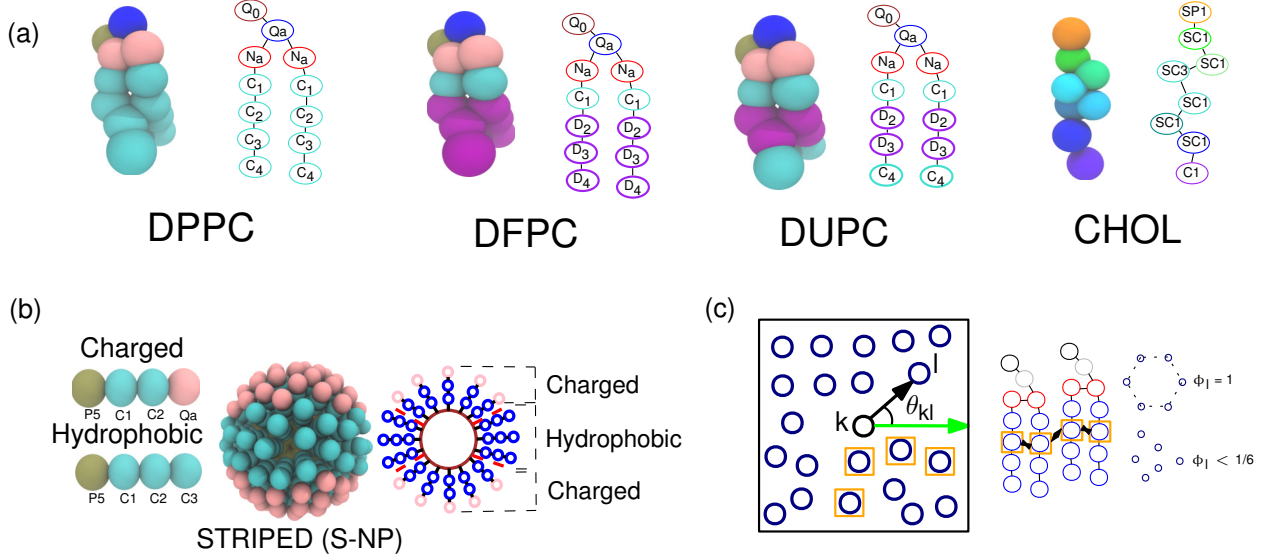 (a)
Q0
Qa
Na Na
C1 C1
C2 C2
C3 C3
C4 C4
DPPC
Q0
Qa
Na Na
C1 C1
D2 D2
D3 D3
D4 D4
DFPC
Q0
Qa
Na Na
C1 C1
D2 D2
D3 D3
C4 C4
DUPC
SP1
SC1
SC1
SC3
SC1
SC1
SC1
C1
CHOL
(b)
Charged
P5 C1 C2 Qa
Hydrophobic
P5 C1 C2 C3
STRIPED (S-NP)
Charged
Hydrophobic
Charged
(c)
l
k θkl
Φl = 1
Φl < 1/6